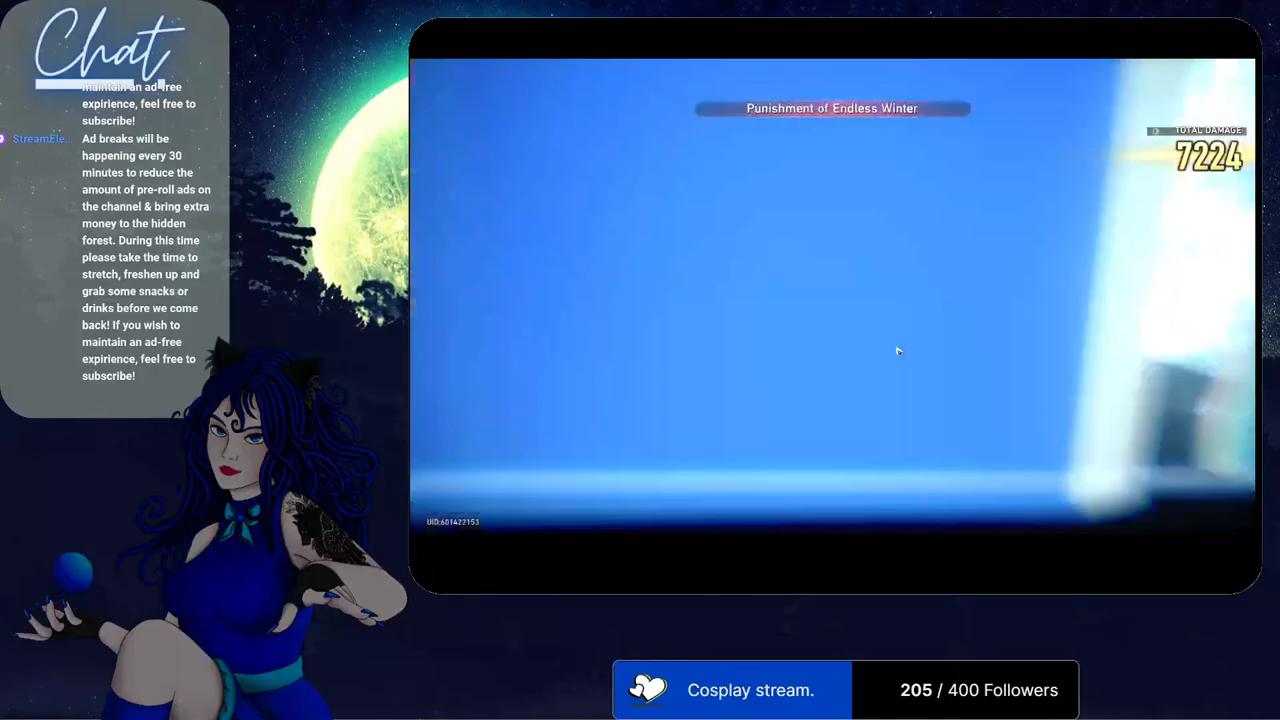 Chat
maintain an ad-free
expirience, feel free to
subscribe!
StreamEle... Ad breaks will be
happening every 30
minutes to reduce the
amount of pre-roll ads on
the channel & bring extra
money to the hidden
forest. During this time
please take the time to
stretch, freshen up and
grab some snacks or
drinks before we come
back! If you wish to
maintain an ad-free
expirience, feel free to
subscribe!
Punishment of Endless Winter
TOTAL DAMAGE
7224
UID:601422153
Cosplay stream.
205 / 400 Followers